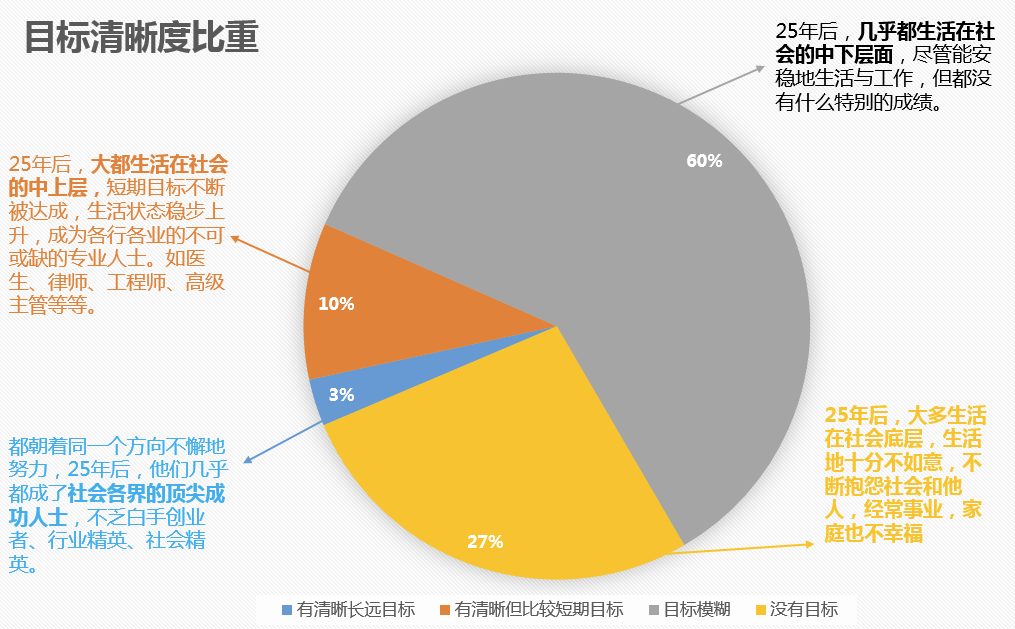 目标清晰度比重
25年后，几乎都生活在社
会的中下层面，尽管能安
稳地生活与工作，但都没
有什么特别的成绩。
60%
25年后，大都生活在社会
的中上层，短期目标不断
被达成，生活状态稳步上
升，成为各行各业的不可
或缺的专业人士。如医
生、律师、工程师、高级
主管等等。
10%
3%
都朝着同一个方向不懈地
努力，25年后，他们几乎
都成了社会各界的顶尖成
功人士，不乏白手创业
者、行业精英、社会精
英。
27%
25年后，大多生活
在社会底层，生活
地十分不如意，不
断抱怨社会和他
人，经常事业，家
庭也不幸福
有清晰长远目标 有清晰但比较短期目标 目标模糊 没有目标